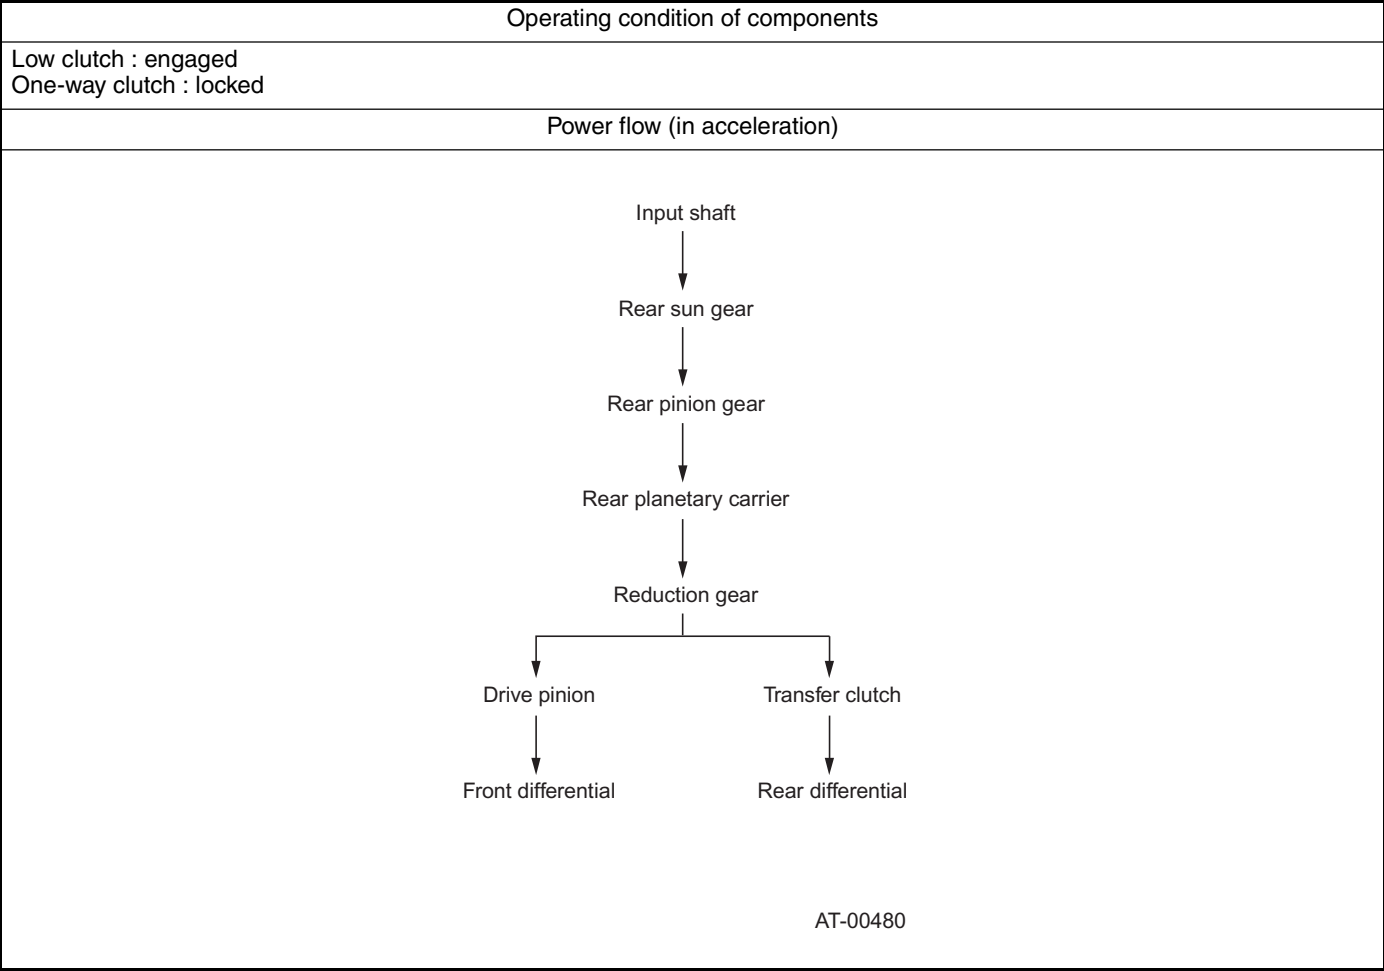 Operating condition of components
Low clutch : engaged
One-way clutch : locked
Power flow (in acceleration)
Input shaft
Rear sun gear
Rear pinion gear
Rear planetary carrier
Reduction gear
Drive pinion
Transfer clutch
Front differential
Rear differential
AT-00480